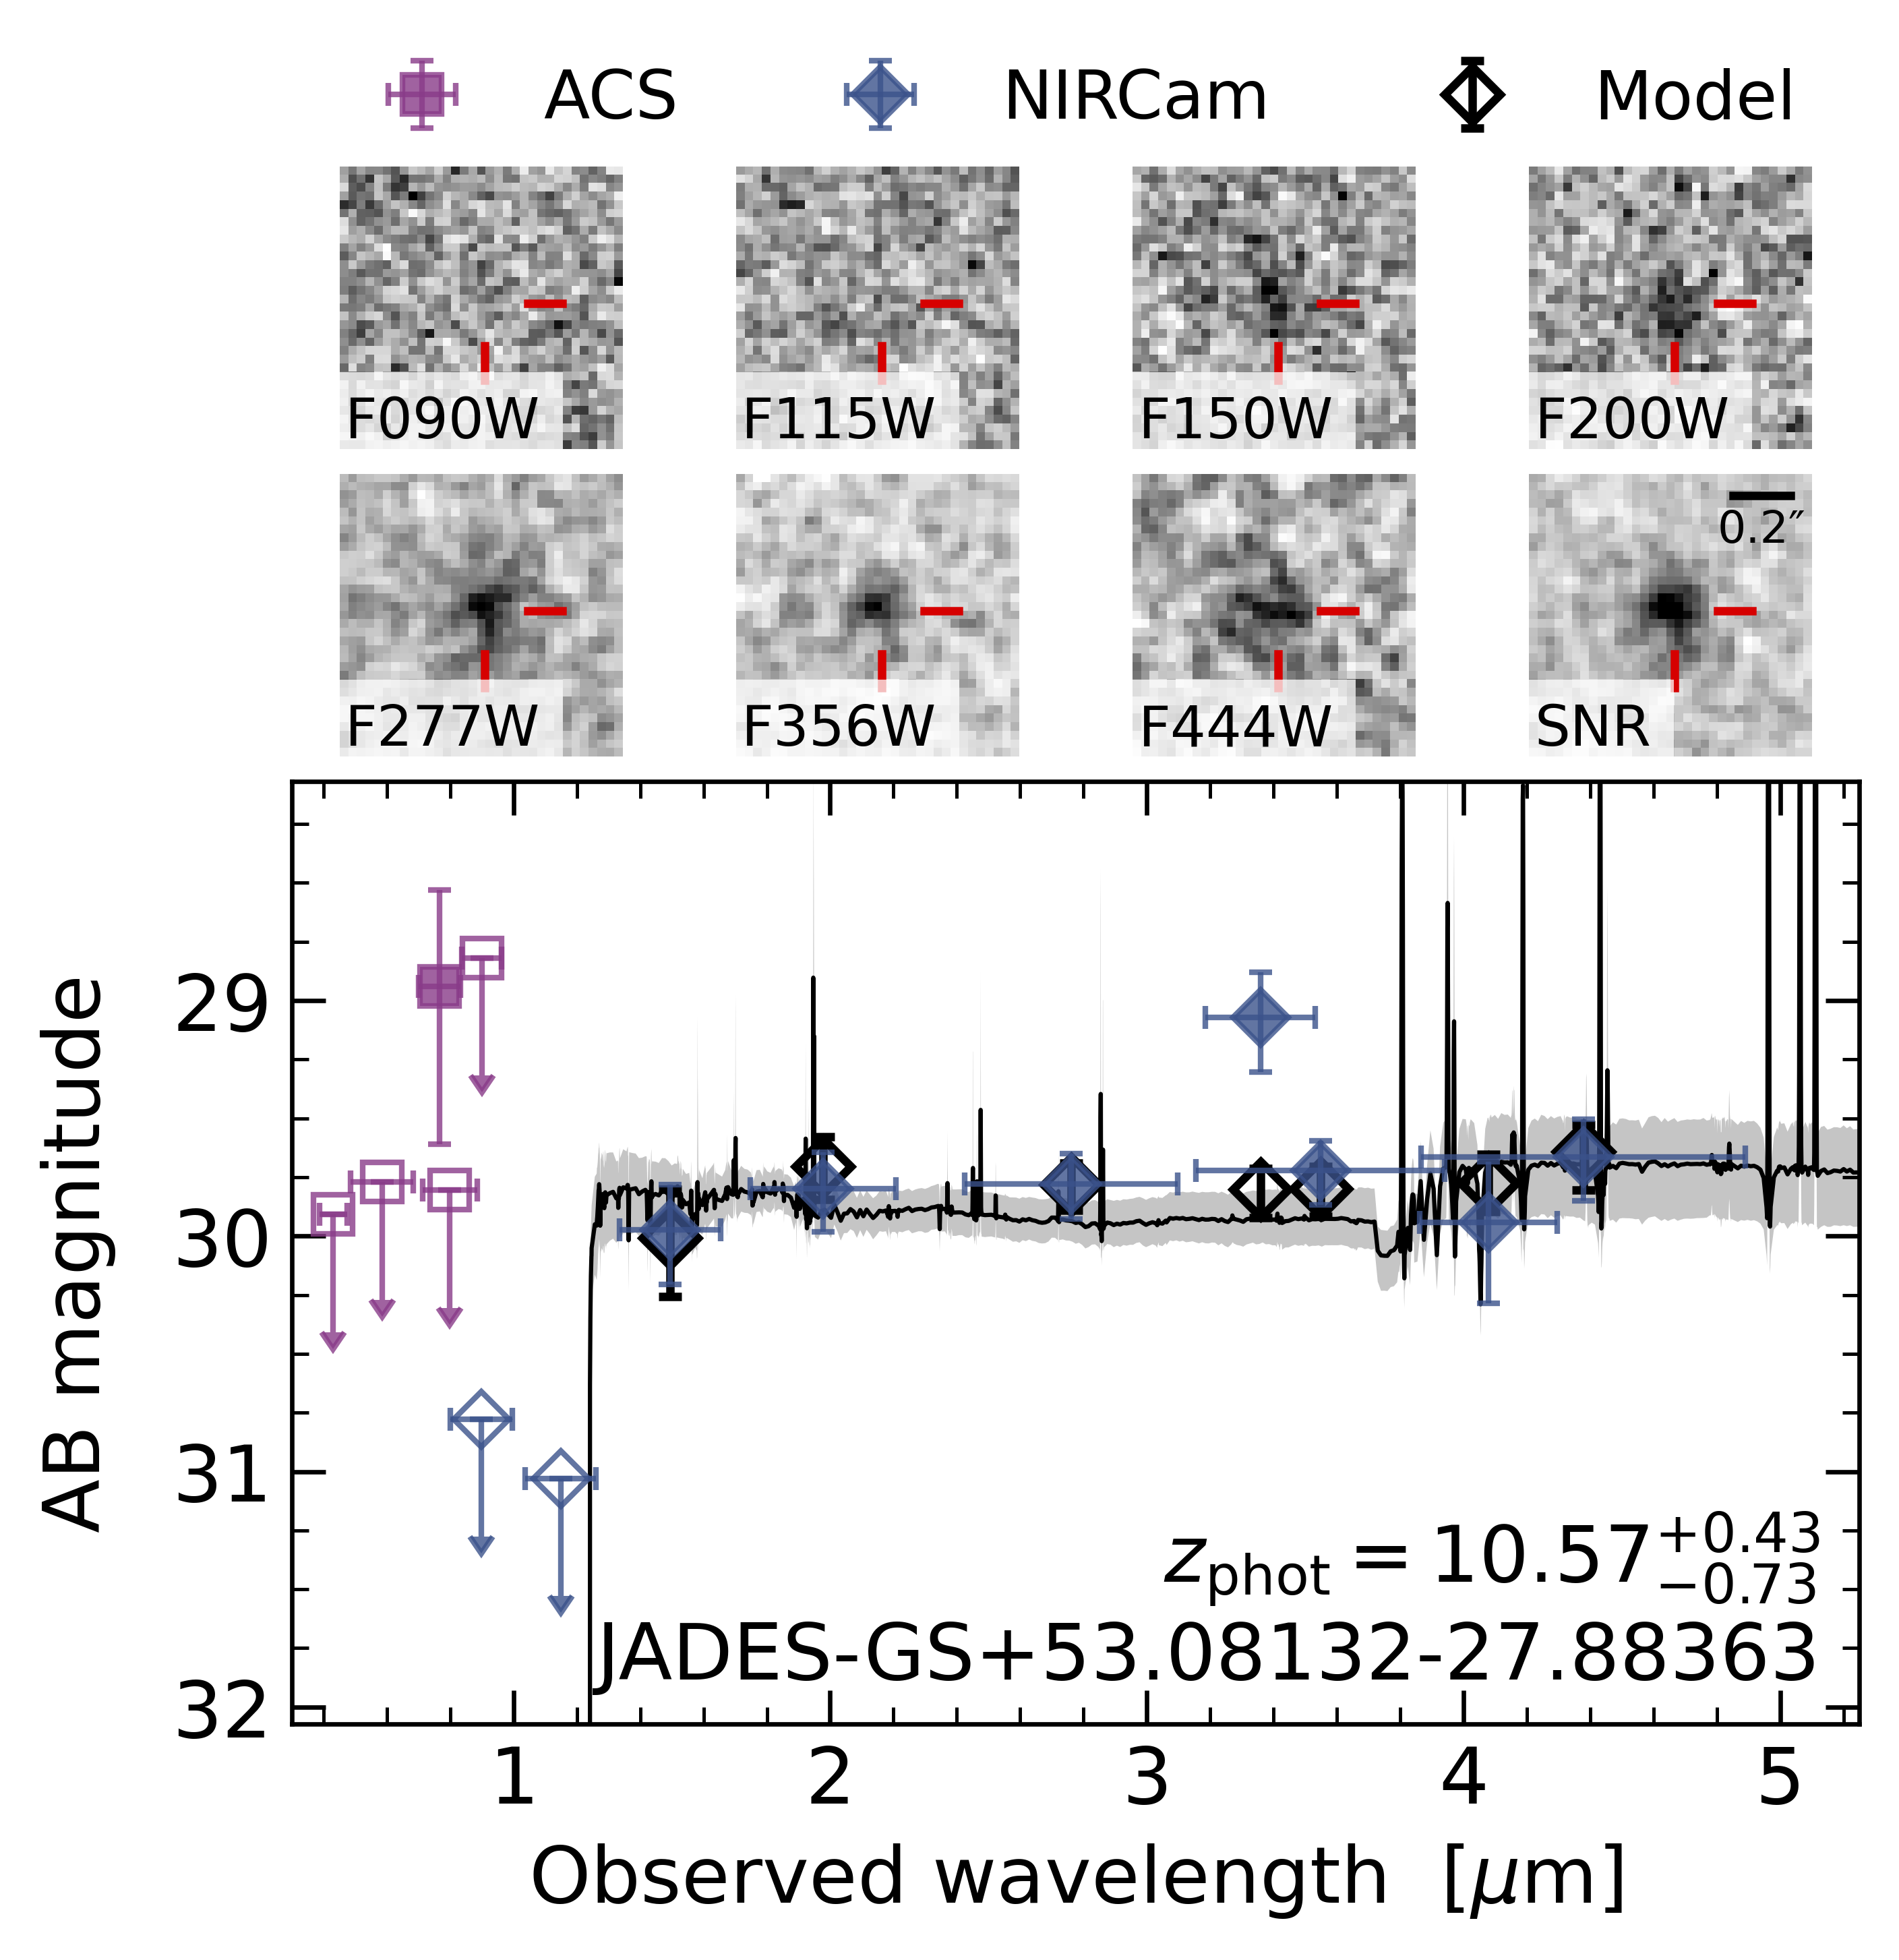 ACS NIRCam Model
F090W F115W F150W F200W
0.2″
F277W F356W F444W SNR
AB magnitude
29
30
31
32
z_phot = 10.57 +0.43 −0.73
JADES-GS+53.08132-27.88363
1 2 3 4 5
Observed wavelength [μm]